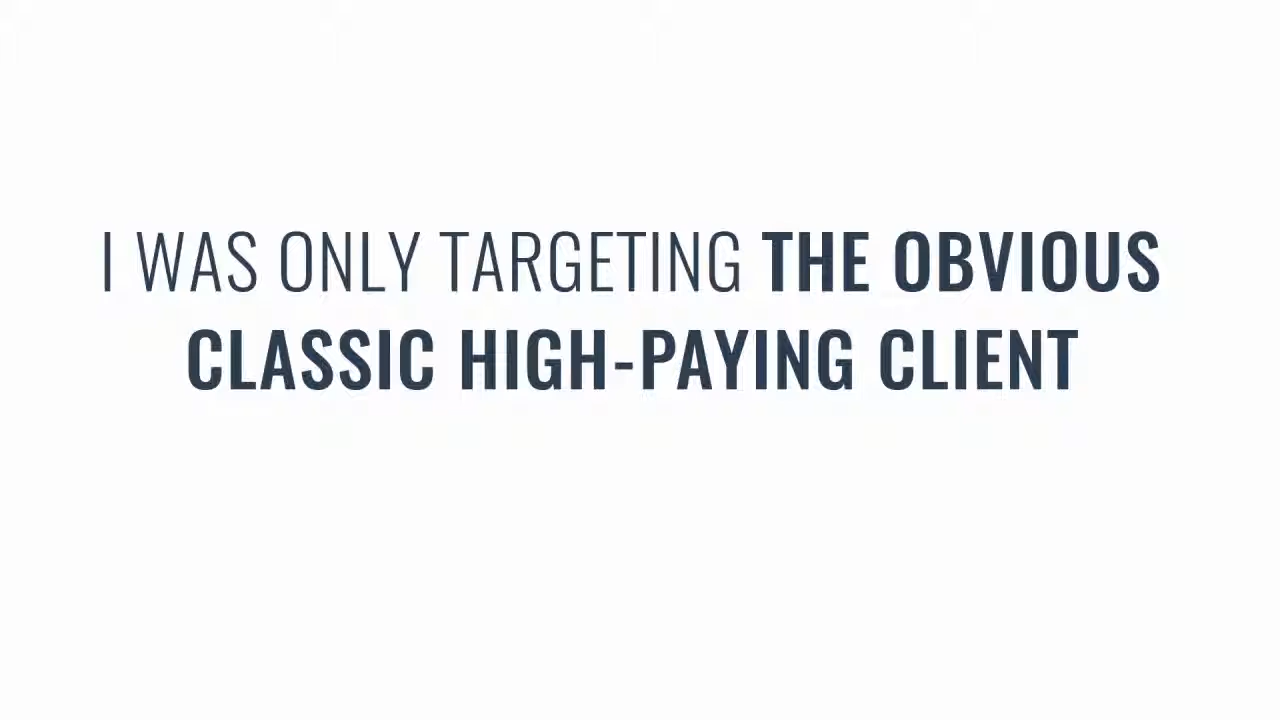 I WAS ONLY TARGETING THE OBVIOUS
CLASSIC HIGH-PAYING CLIENT